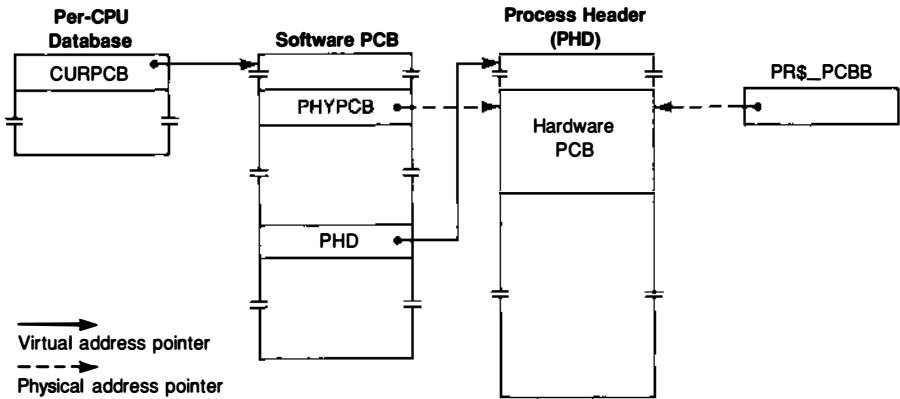 Per-CPU
Database
CURPCB
Software PCB
PHYPCB
PHD
Process Header
(PHD)
Hardware
PCB
PR$_PCBB
Virtual address pointer
Physical address pointer